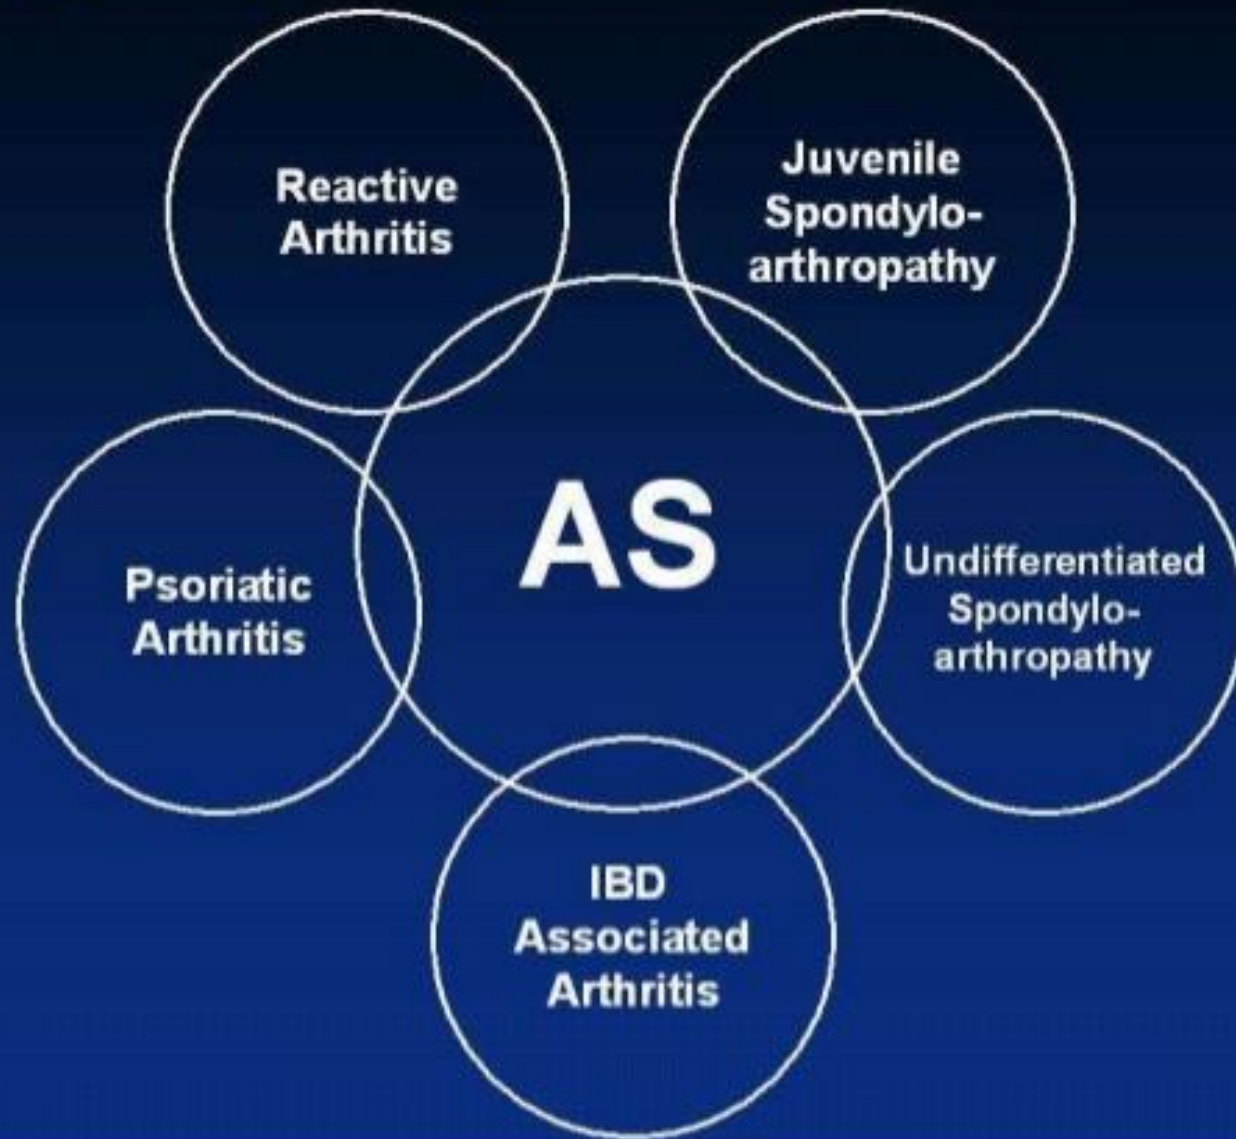 Reactive
Arthritis
Juvenile
Spondylo-
arthropathy
AS
Psoriatic
Arthritis
Undifferentiated
Spondylo-
arthropathy
IBD
Associated
Arthritis